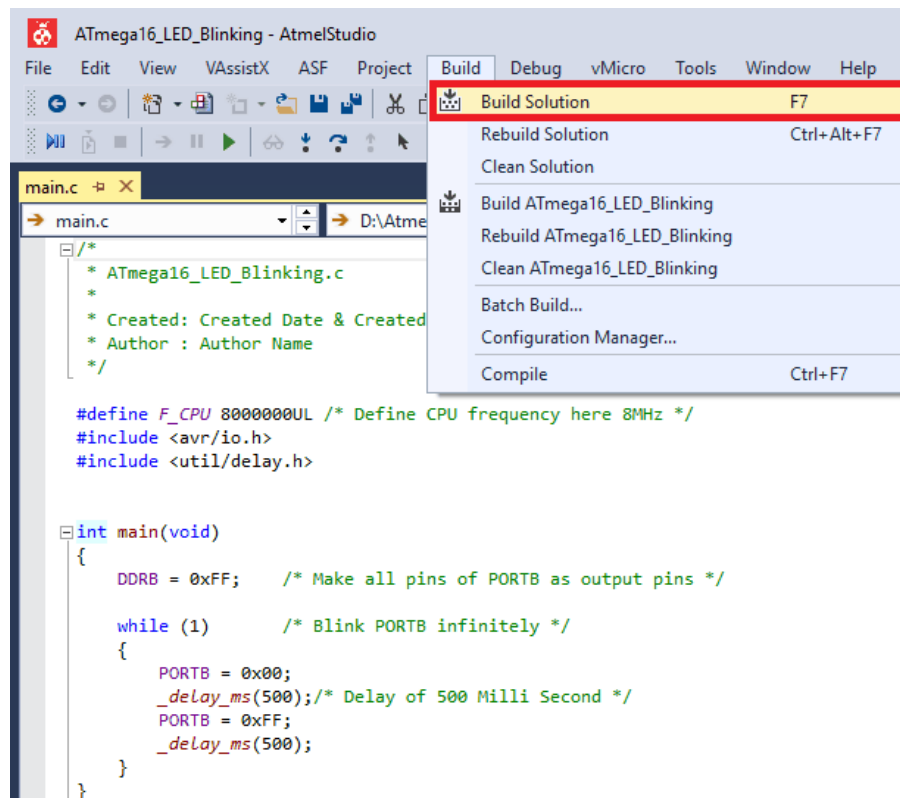 ATmega16_LED_Blinking - AtmelStudio
File Edit View VAssistX ASF Project Build Debug vMicro Tools Window Help
Build Solution F7
Rebuild Solution Ctrl+Alt+F7
Clean Solution
Build ATmega16_LED_Blinking
Rebuild ATmega16_LED_Blinking
Clean ATmega16_LED_Blinking
Batch Build...
Configuration Manager...
Compile Ctrl+F7
main.c
main.c D:\Atme
/*
* ATmega16_LED_Blinking.c
*
* Created: Created Date & Created
* Author : Author Name
*/
#define F_CPU 8000000UL /* Define CPU frequency here 8MHz */
#include <avr/io.h>
#include <util/delay.h>
int main(void)
{
DDRB = 0xFF; /* Make all pins of PORTB as output pins */
while (1) /* Blink PORTB infinitely */
{
PORTB = 0x00;
_delay_ms(500);/* Delay of 500 Milli Second */
PORTB = 0xFF;
_delay_ms(500);
}
}